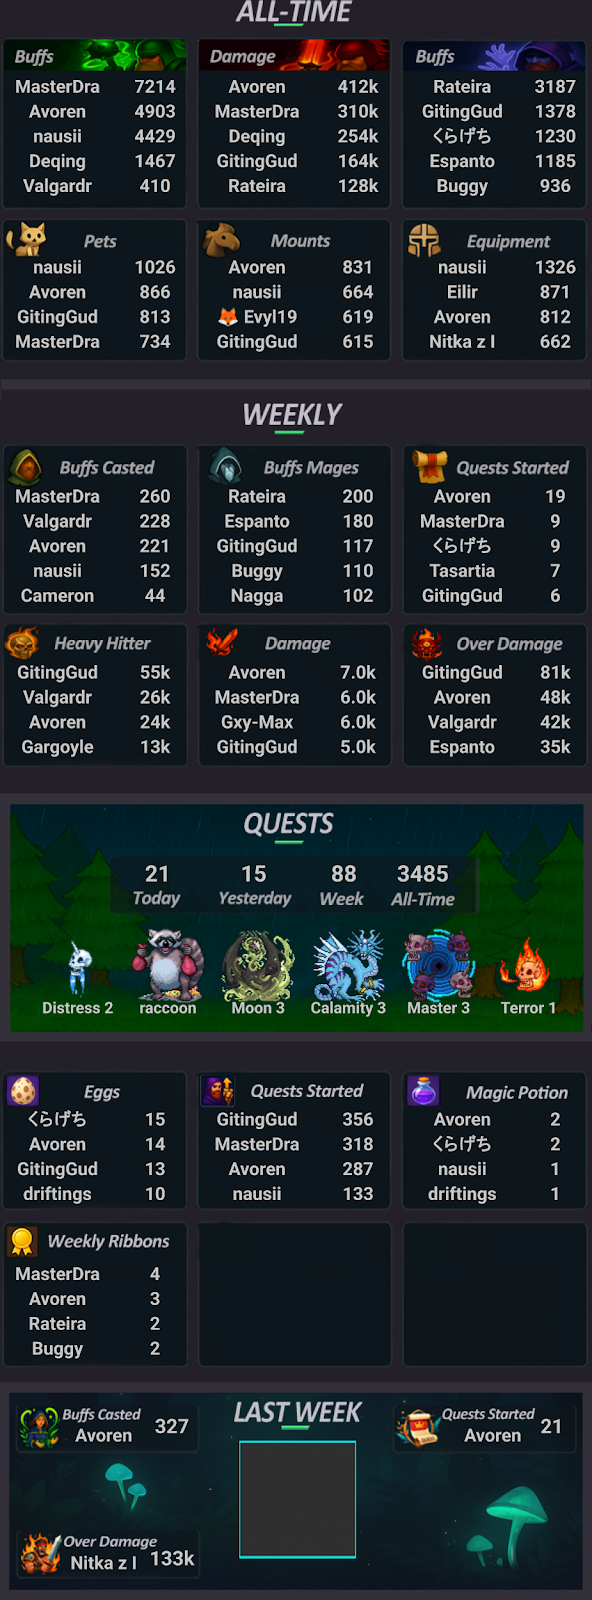 ALL-TIME
Buffs
MasterDra 7214
Avoren 4903
nausii 4429
Deqing 1467
Valgardr 410
Damage
Avoren 412k
MasterDra 310k
Deqing 254k
GitingGud 164k
Rateira 128k
Buffs
Rateira 3187
GitingGud 1378
くらげち 1230
Espanto 1185
Buggy 936
Pets
nausii 1026
Avoren 866
GitingGud 813
MasterDra 734
Mounts
Avoren 831
nausii 664
🦊 Evyl19 619
GitingGud 615
Equipment
nausii 1326
Eilir 871
Avoren 812
Nitka z I 662
WEEKLY
Buffs Casted
MasterDra 260
Valgardr 228
Avoren 221
nausii 152
Cameron 44
Buffs Mages
Rateira 200
Espanto 180
GitingGud 117
Buggy 110
Nagga 102
Quests Started
Avoren 19
MasterDra 9
くらげち 9
Tasartia 7
GitingGud 6
Heavy Hitter
GitingGud 55k
Valgardr 26k
Avoren 24k
Gargoyle 13k
Damage
Avoren 7.0k
MasterDra 6.0k
Gxy-Max 6.0k
GitingGud 5.0k
Over Damage
GitingGud 81k
Avoren 48k
Valgardr 42k
Espanto 35k
QUESTS
21 15 88 3485
Today Yesterday Week All-Time
Distress 2 raccoon Moon 3 Calamity 3 Master 3 Terror 1
Eggs
くらげち 15
Avoren 14
GitingGud 13
driftings 10
Quests Started
GitingGud 356
MasterDra 318
Avoren 287
nausii 133
Magic Potion
Avoren 2
くらげち 2
nausii 1
driftings 1
Weekly Ribbons
MasterDra 4
Avoren 3
Rateira 2
Buggy 2
LAST WEEK
Buffs Casted
Avoren 327
Quests Started
Avoren 21
Over Damage
Nitka z I 133k